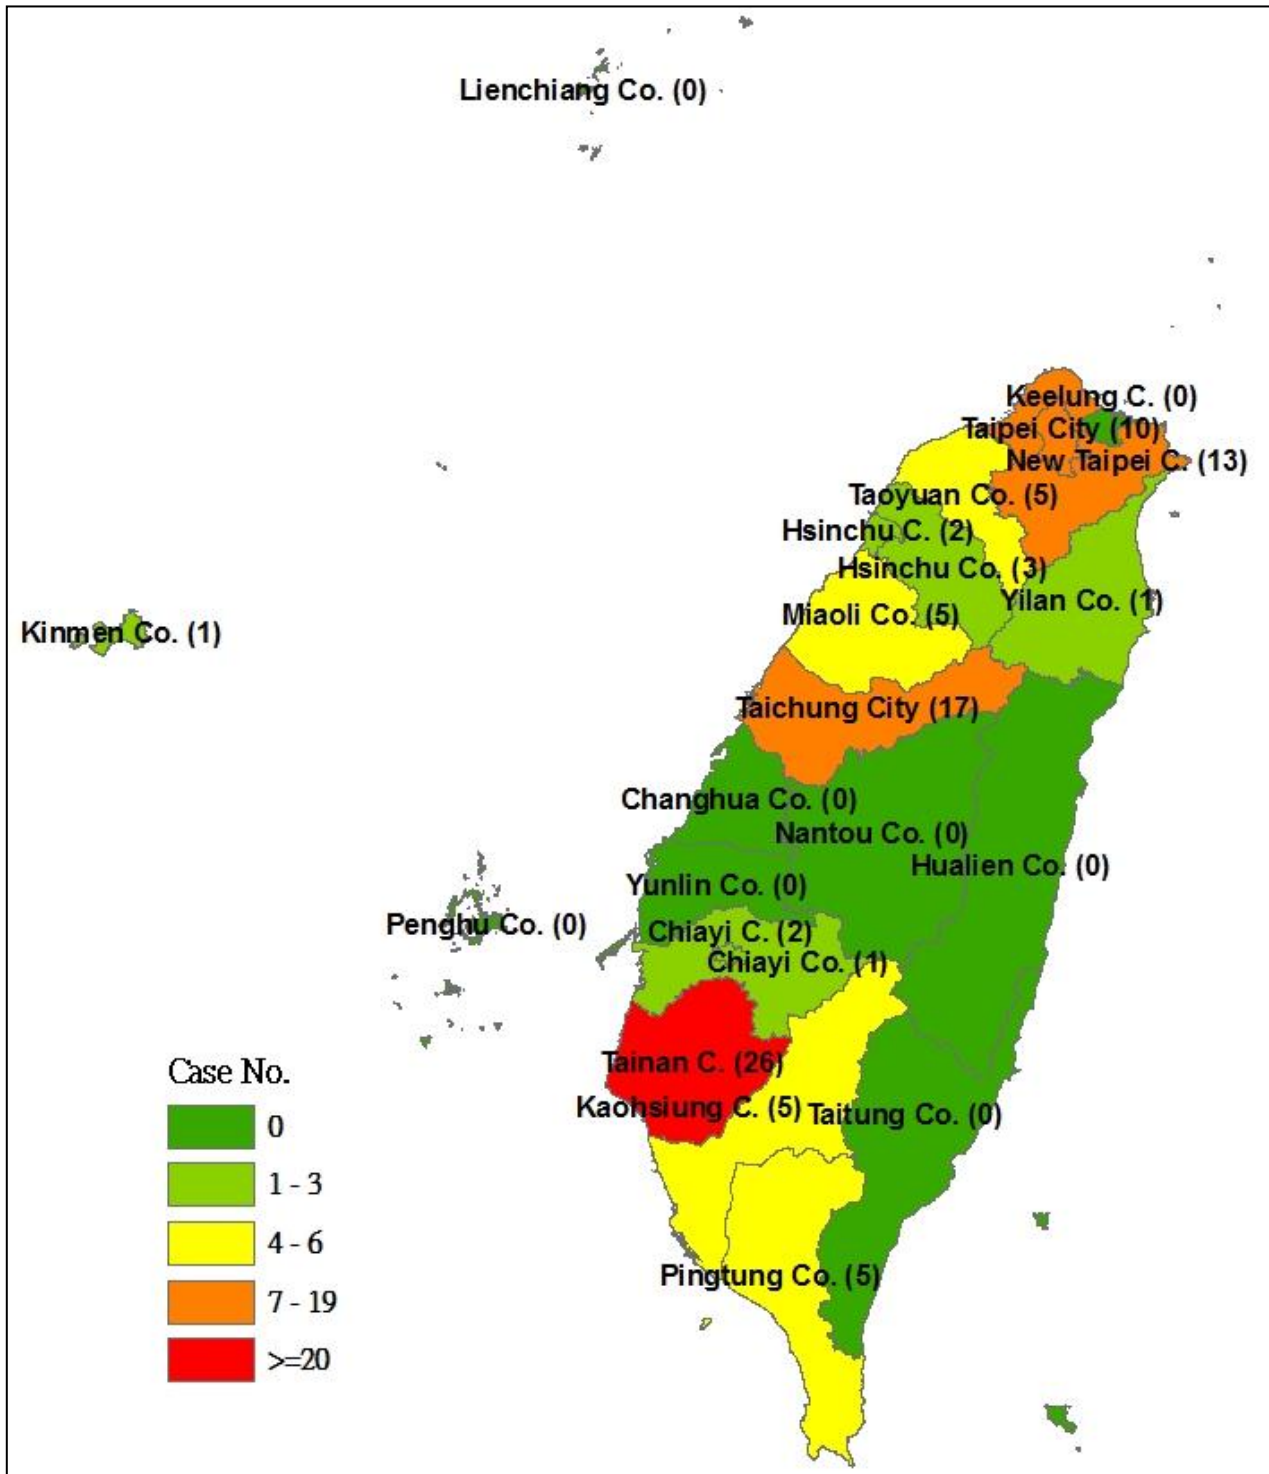 Lienchiang Co. (0)
Keelung C. (0)
Taipei City (10)
New Taipei C. (13)
Taoyuan Co. (5)
Hsinchu C. (2)
Hsinchu Co. (3)
Yilan Co. (1)
Miaoli Co. (5)
Kinmen Co. (1)
Taichung City (17)
Changhua Co. (0)
Nantou Co. (0)
Hualien Co. (0)
Yunlin Co. (0)
Penghu Co. (0)
Chiayi C. (2)
Chiayi Co. (1)
Tainan C. (26)
Kaohsiung C. (5)
Taitung Co. (0)
Pingtung Co. (5)
Case No.
0
1 - 3
4 - 6
7 - 19
>=20